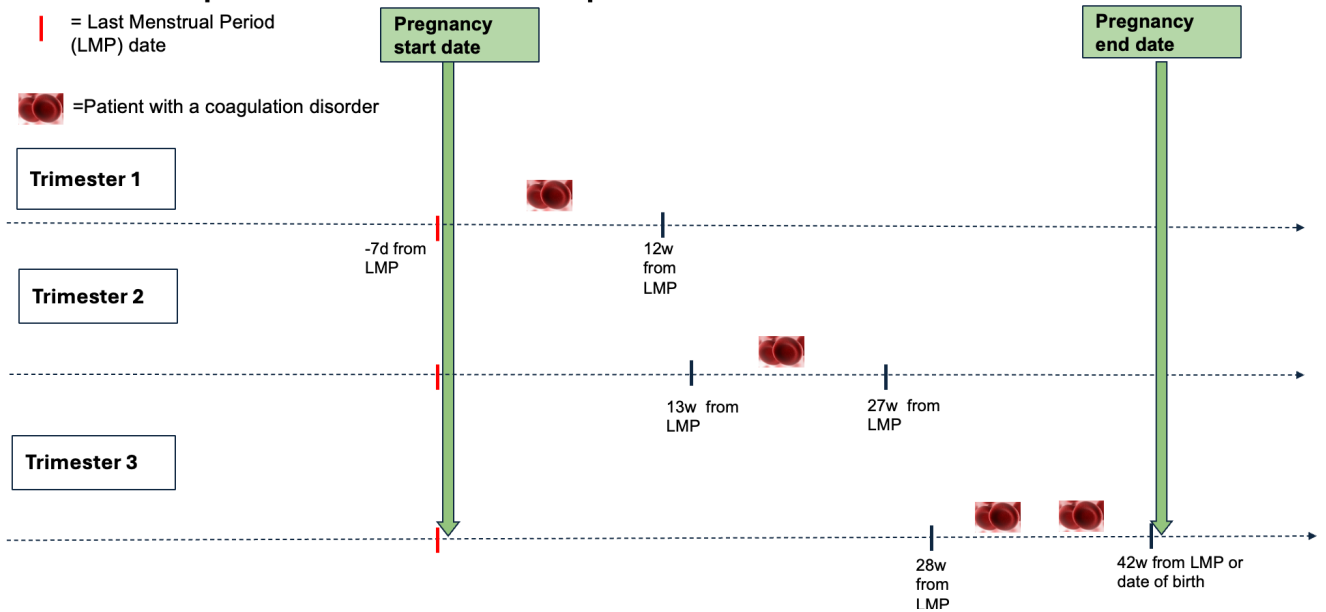 = Last Menstrual Period
(LMP) date
Pregnancy
start date
Pregnancy
end date
=Patient with a coagulation disorder
Trimester 1
-7d from
LMP
12w
from
LMP
Trimester 2
13w from
LMP
27w from
LMP
Trimester 3
28w
from
LMP
42w from LMP or
date of birth